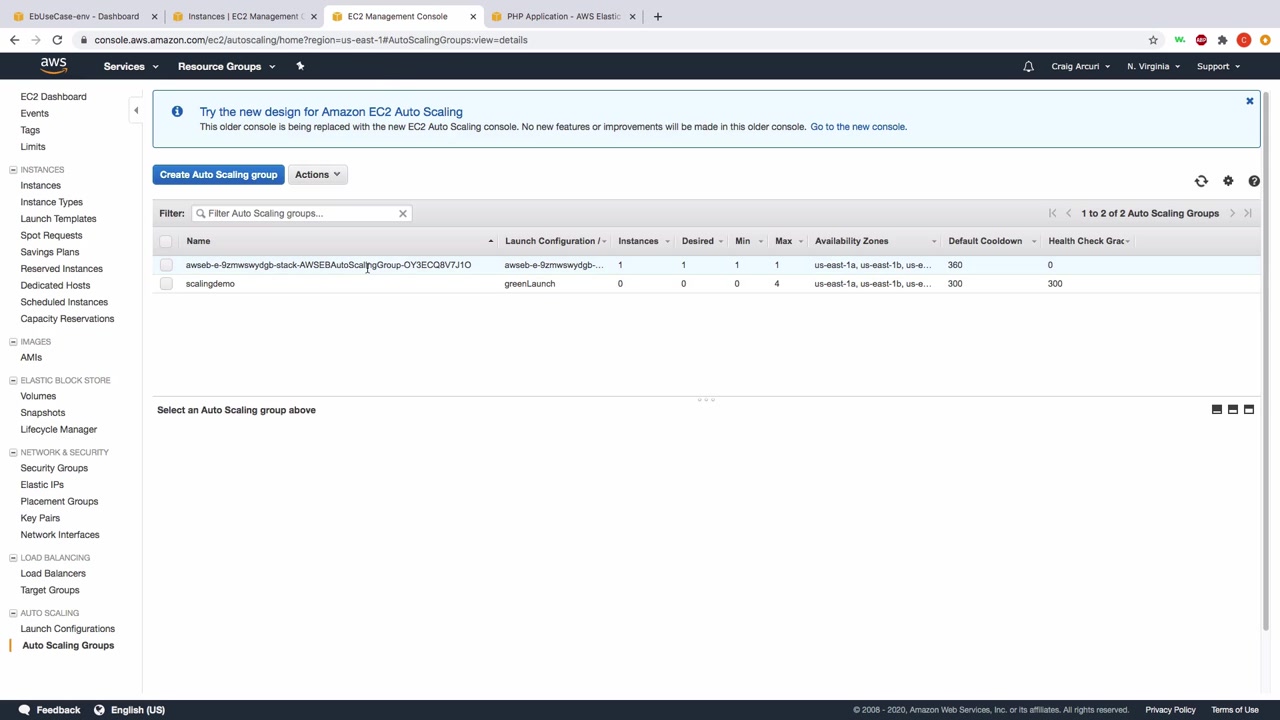 EbUseCase-env - Dashboard
Instances | EC2 Management C
EC2 Management Console
PHP Application - AWS Elastic
console.aws.amazon.com/ec2/autoscaling/home?region=us-east-1#AutoScalingGroups:view=details
aws
Services
Resource Groups
Craig Arcuri
N. Virginia
Support
EC2 Dashboard
Events
Tags
Limits
INSTANCES
Instances
Instance Types
Launch Templates
Spot Requests
Savings Plans
Reserved Instances
Dedicated Hosts
Scheduled Instances
Capacity Reservations
IMAGES
AMIs
ELASTIC BLOCK STORE
Volumes
Snapshots
Lifecycle Manager
NETWORK & SECURITY
Security Groups
Elastic IPs
Placement Groups
Key Pairs
Network Interfaces
LOAD BALANCING
Load Balancers
Target Groups
AUTO SCALING
Launch Configurations
Auto Scaling Groups
Try the new design for Amazon EC2 Auto Scaling
This older console is being replaced with the new EC2 Auto Scaling console. No new features or improvements will be made in this older console. Go to the new console.
Create Auto Scaling group
Actions
Filter: Filter Auto Scaling groups...
1 to 2 of 2 Auto Scaling Groups
Name Launch Configuration / Instances Desired Min Max Availability Zones Default Cooldown Health Check Grac
awseb-e-9zmwswydgb-stack-AWSEBAutoScalingGroup-OY3ECQ8V7J1O awseb-e-9zmwswydgb-... 1 1 1 1 us-east-1a, us-east-1b, us-e... 360 0
scalingdemo greenLaunch 0 0 0 4 us-east-1a, us-east-1b, us-e... 300 300
Select an Auto Scaling group above
Feedback
English (US)
© 2008 - 2020, Amazon Web Services, Inc. or its affiliates. All rights reserved.
Privacy Policy
Terms of Use